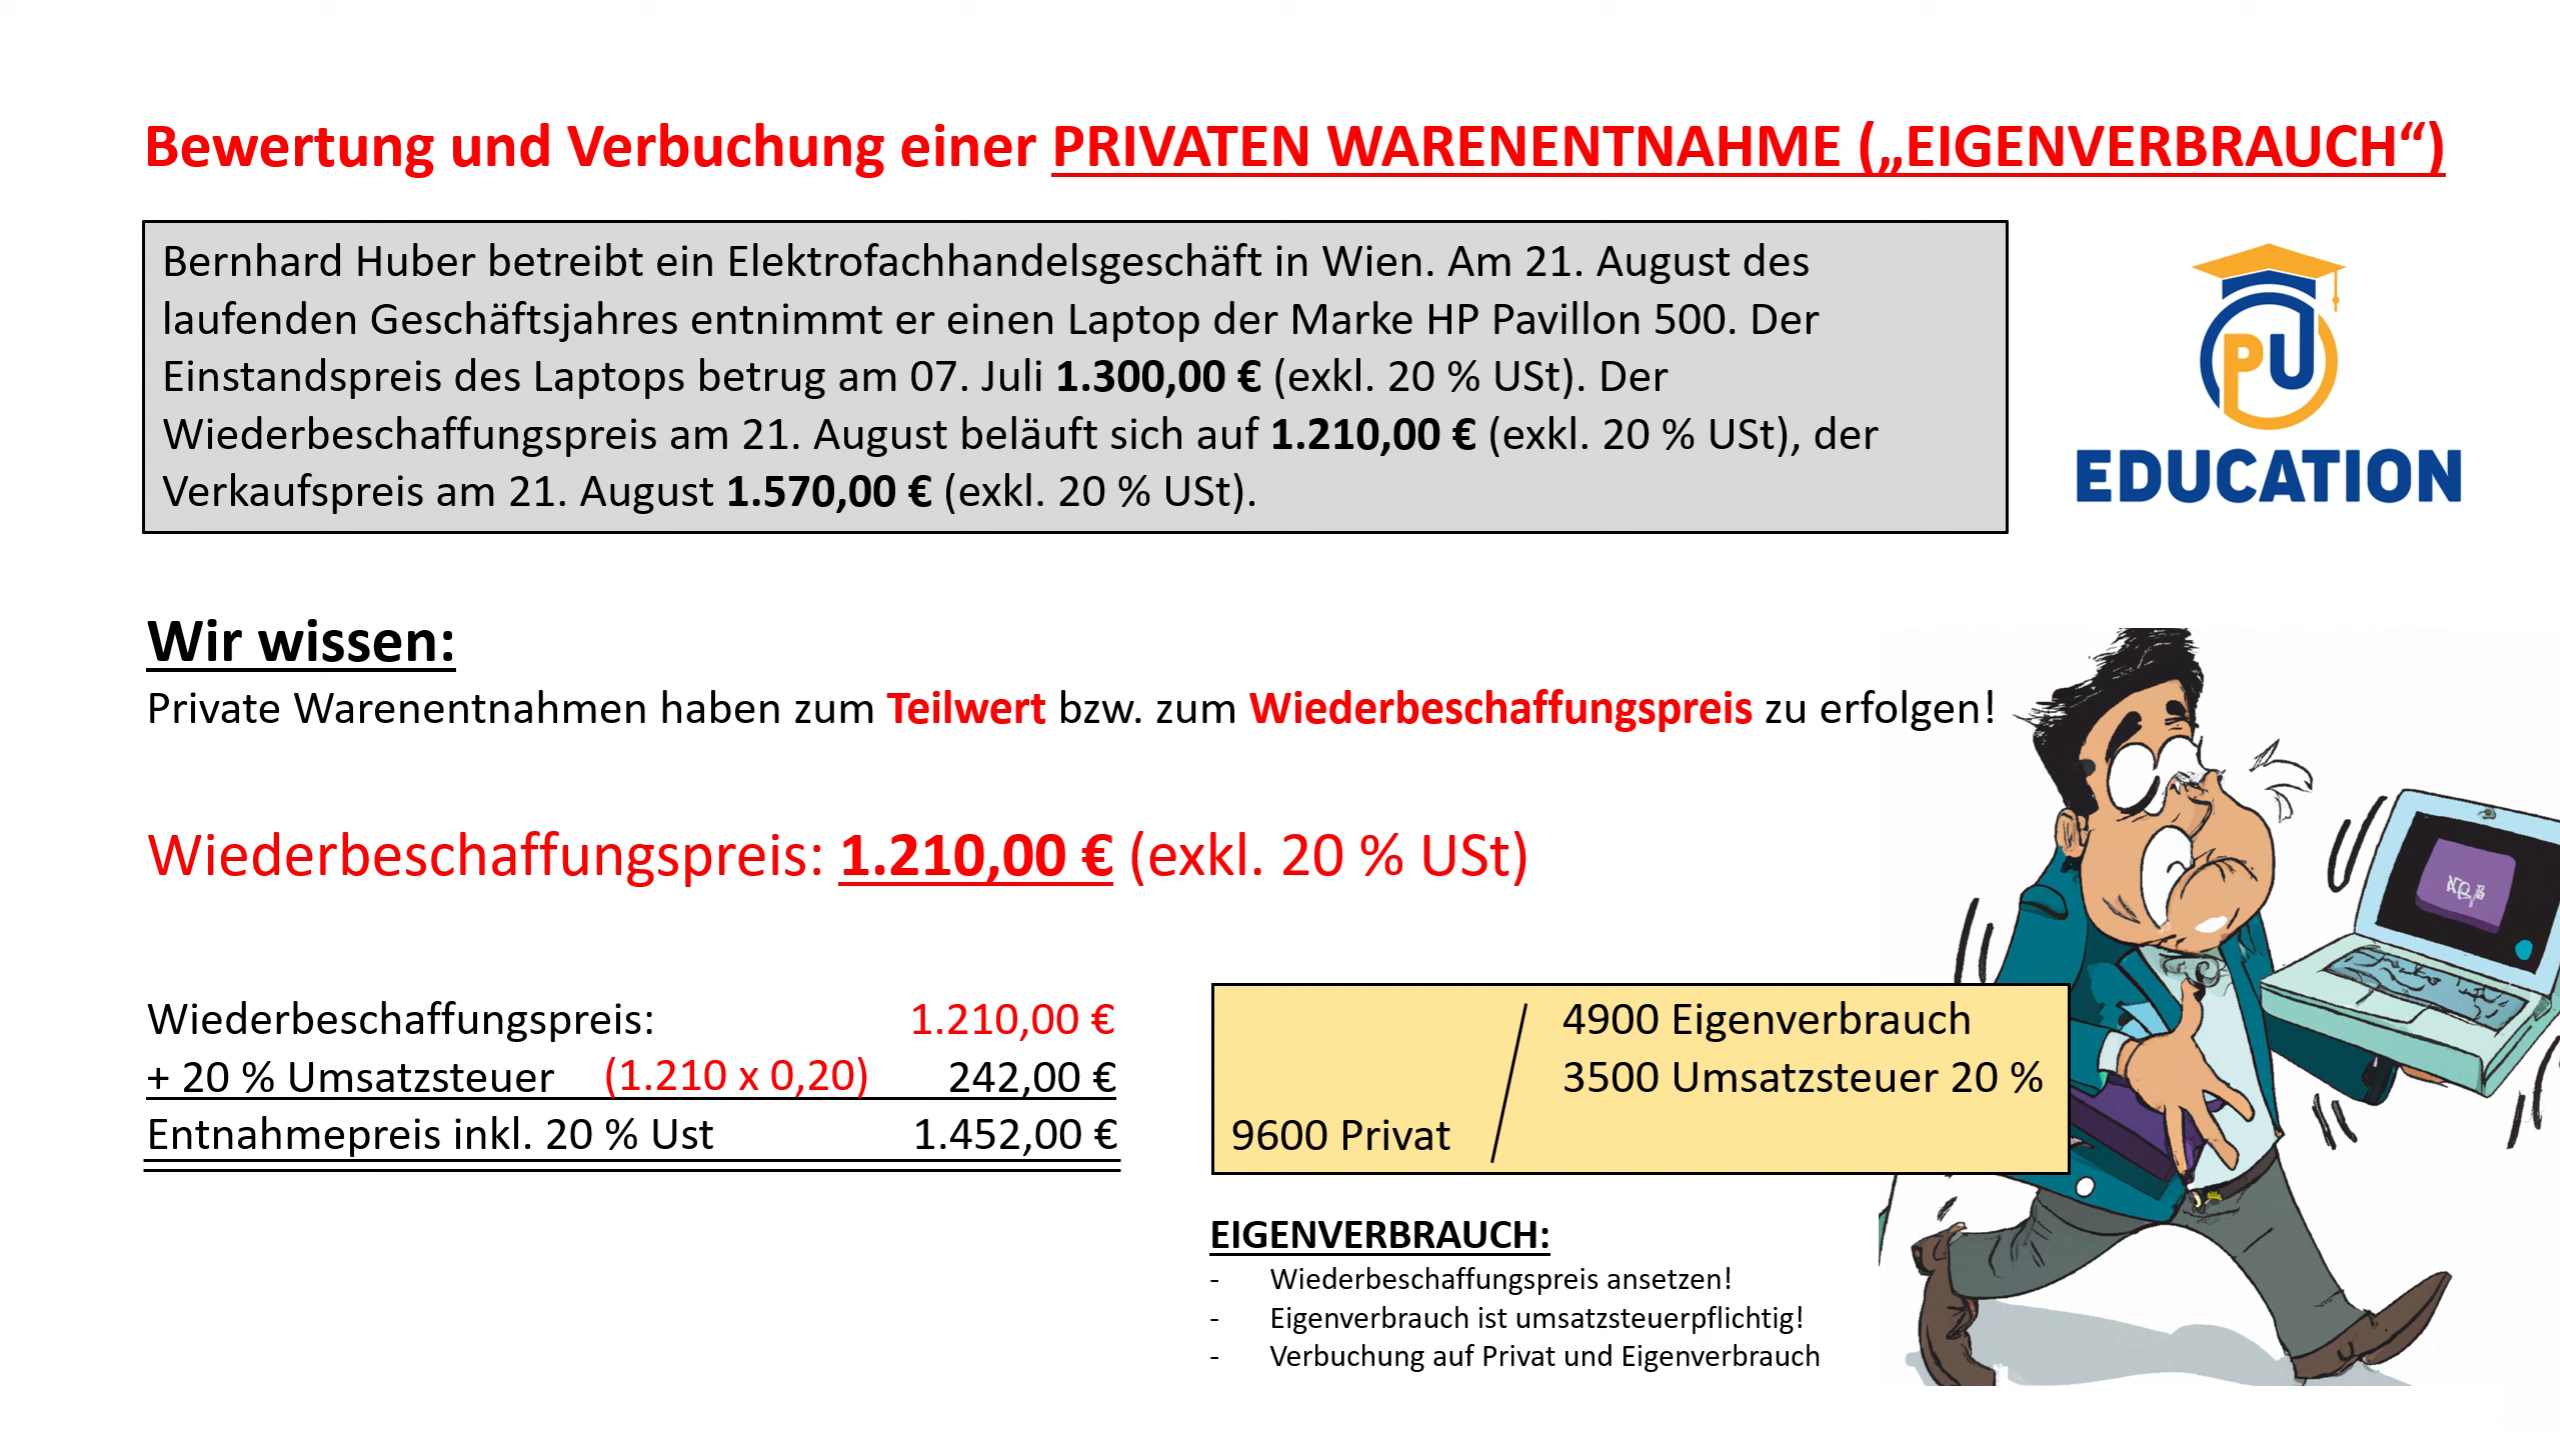 Bewertung und Verbuchung einer PRIVATEN WARENENTNAHME („EIGENVERBRAUCH“)
Bernhard Huber betreibt ein Elektrofachhandelsgeschäft in Wien. Am 21. August des
laufenden Geschäftsjahres entnimmt er einen Laptop der Marke HP Pavillon 500. Der
Einstandspreis des Laptops betrug am 07. Juli 1.300,00 € (exkl. 20 % USt). Der
Wiederbeschaffungspreis am 21. August beläuft sich auf 1.210,00 € (exkl. 20 % USt), der
Verkaufspreis am 21. August 1.570,00 € (exkl. 20 % USt).
PU
EDUCATION
Wir wissen:
Private Warenentnahmen haben zum Teilwert bzw. zum Wiederbeschaffungspreis zu erfolgen!
Wiederbeschaffungspreis: 1.210,00 € (exkl. 20 % USt)
Wiederbeschaffungspreis: 1.210,00 €
+ 20 % Umsatzsteuer (1.210 x 0,20) 242,00 €
Entnahmepreis inkl. 20 % Ust 1.452,00 €
4900 Eigenverbrauch
3500 Umsatzsteuer 20 %
9600 Privat /
EIGENVERBRAUCH:
- Wiederbeschaffungspreis ansetzen!
- Eigenverbrauch ist umsatzsteuerpflichtig!
- Verbuchung auf Privat und Eigenverbrauch